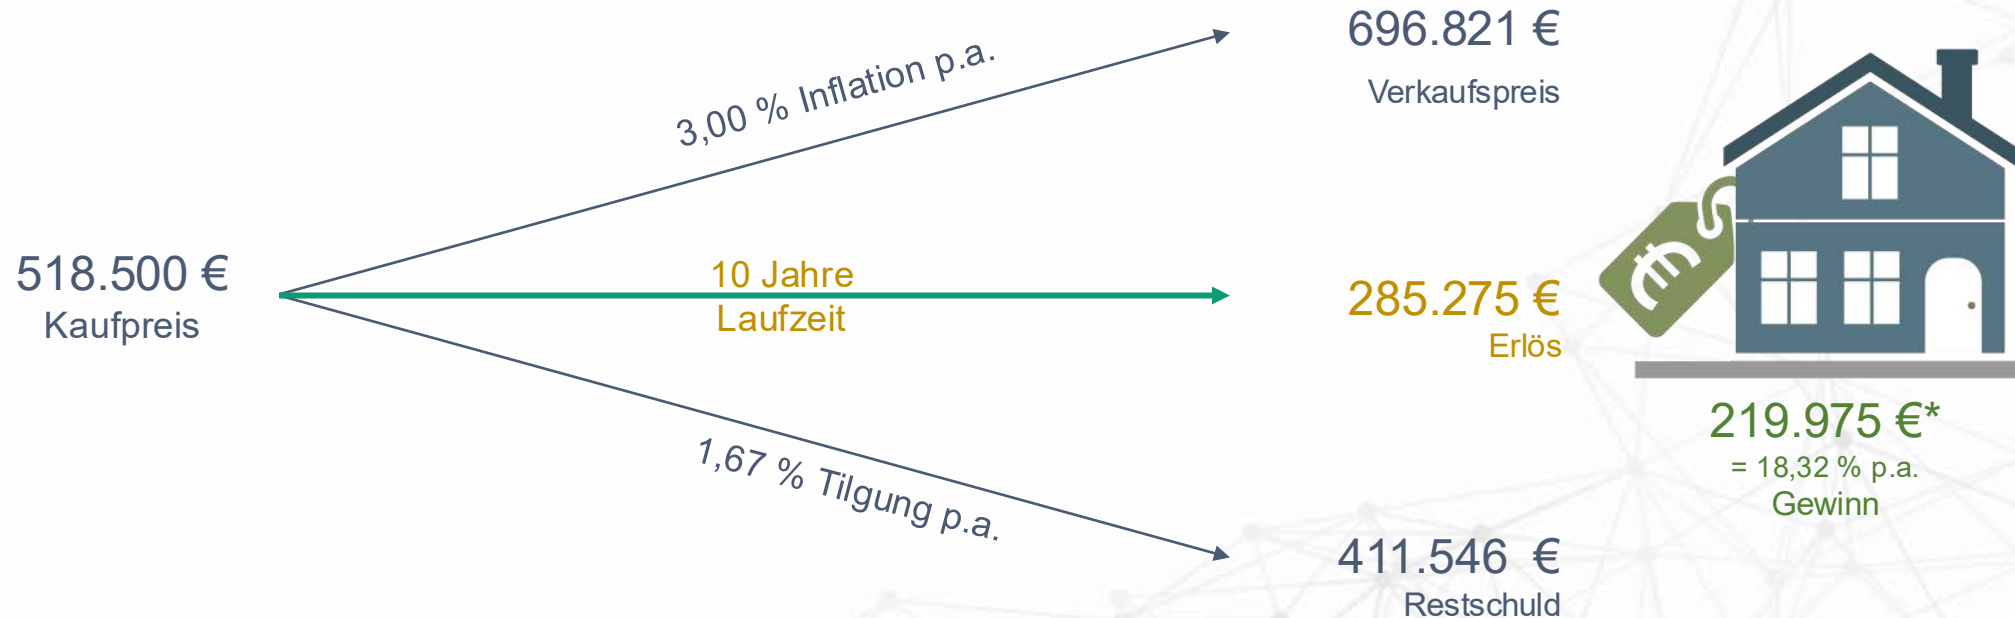 696.821 €
Verkaufspreis
3,00 % Inflation p.a.
518.500 €
Kaufpreis
10 Jahre
Laufzeit
285.275 €
Erlös
€
219.975 €*
= 18,32 % p.a.
Gewinn
1,67 % Tilgung p.a.
411.546 €
Restschuld